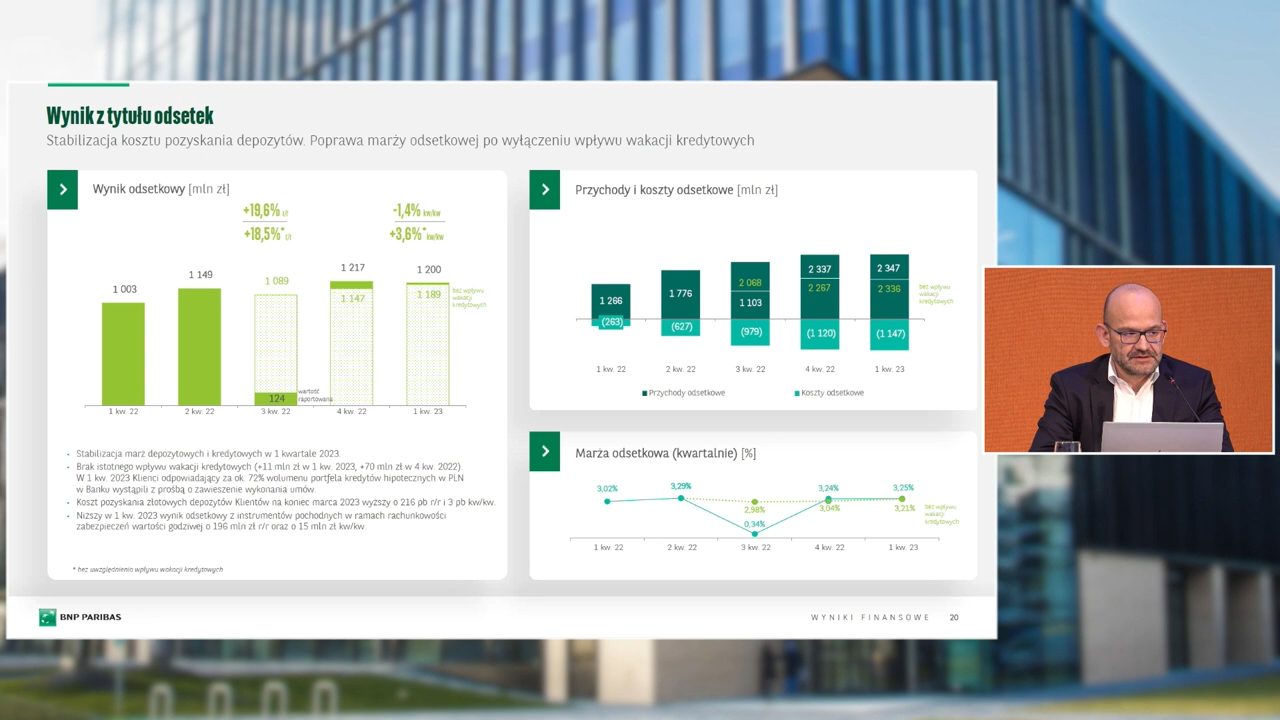 Wynik z tytułu odsetek
Stabilizacja kosztu pozyskania depozytów. Poprawa marży odsetkowej po wyłączeniu wpływu wakacji kredytowych
Wynik odsetkowy [mln zł]
+19,6% r/r
+18,5%* r/r
-1,4% kw/kw
+3,6%* kw/kw
1 003
1 149
1 089
124
wartość
raportowana
1 217
1 147
1 200
1 189
bez wpływu
wakacji
kredytowych
1 kw. 22
2 kw. 22
3 kw. 22
4 kw. 22
1 kw. 23
• Stabilizacja marż depozytowych i kredytowych w 1 kwartale 2023.
• Brak istotnego wpływu wakacji kredytowych (+11 mln zł w 1 kw. 2023, +70 mln zł w 4 kw. 2022).
W 1 kw. 2023 Klienci odpowiadający za ok. 72% wolumenu portfela kredytów hipotecznych w PLN
w Banku wystąpili z prośbą o zawieszenie wykonania umów.
• Koszt pozyskania złotowych depozytów Klientów na koniec marca 2023 wyższy o 216 pb r/r i 3 pb kw/kw.
• Niższy w 1 kw. 2023 wynik odsetkowy z instrumentów pochodnych w ramach rachunkowości
zabezpieczeń wartości godziwej o 196 mln zł r/r oraz o 15 mln zł kw/kw.
* bez uwzględnienia wpływu wakacji kredytowych
Przychody i koszty odsetkowe [mln zł]
1 266
(263)
1 776
(627)
2 068
1 103
(979)
2 337
2 267
(1 120)
2 347
2 336
(1 147)
bez wpływu
wakacji
kredytowych
1 kw. 22
2 kw. 22
3 kw. 22
4 kw. 22
1 kw. 23
Przychody odsetkowe
Koszty odsetkowe
Marża odsetkowa (kwartalnie) [%]
3,02%
3,29%
2,98%
0,34%
3,24%
3,04%
3,25%
3,21%
bez wpływu
wakacji
kredytowych
1 kw. 22
2 kw. 22
3 kw. 22
4 kw. 22
1 kw. 23
BNP PARIBAS
WYNIKI FINANSOWE 20